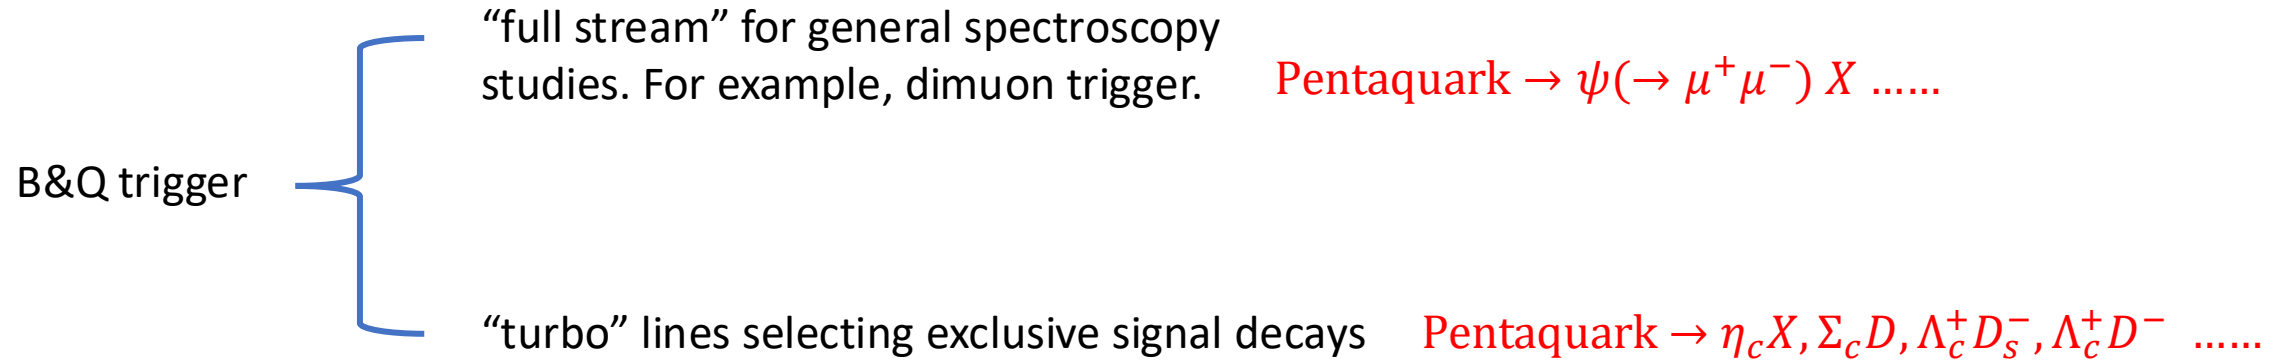 “full stream” for general spectroscopy
studies. For example, dimuon trigger.
Pentaquark → ψ(→ μ⁺μ⁻) X ……
B&Q trigger
“turbo” lines selecting exclusive signal decays
Pentaquark → η_c X, Σ_c D, Λ_c⁺ D_s⁻, Λ_c⁺ D⁻ ……